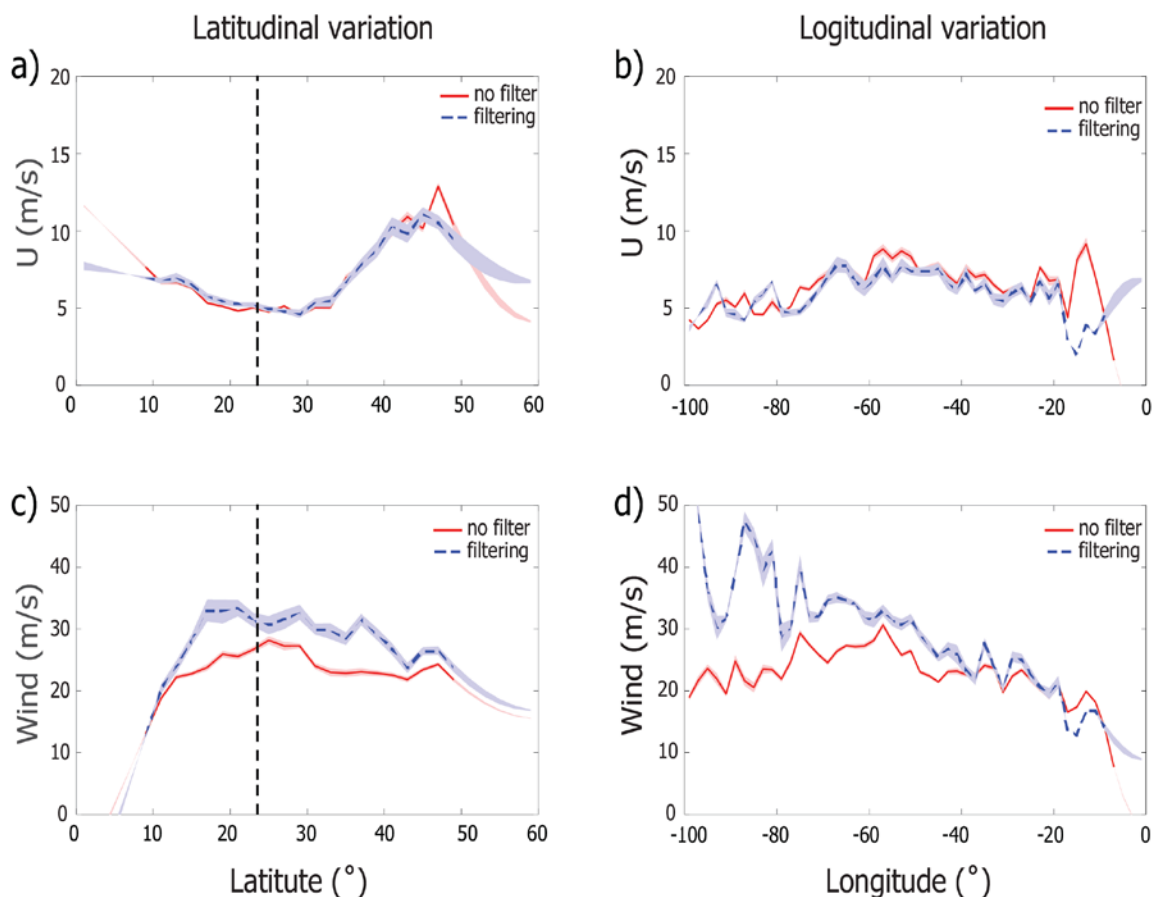 Latitudinal variation
Logitudinal variation
a)
b)
20
15
10
5
0
U (m/s)
no filter
filtering
0 10 20 30 40 50 60
20
15
10
5
0
U (m/s)
no filter
filtering
-100 -80 -60 -40 -20 0
c)
d)
50
40
30
20
10
0
Wind (m/s)
no filter
filtering
0 10 20 30 40 50 60
Latitute (˚)
50
40
30
20
10
0
Wind (m/s)
no filter
filtering
-100 -80 -60 -40 -20 0
Longitude (˚)